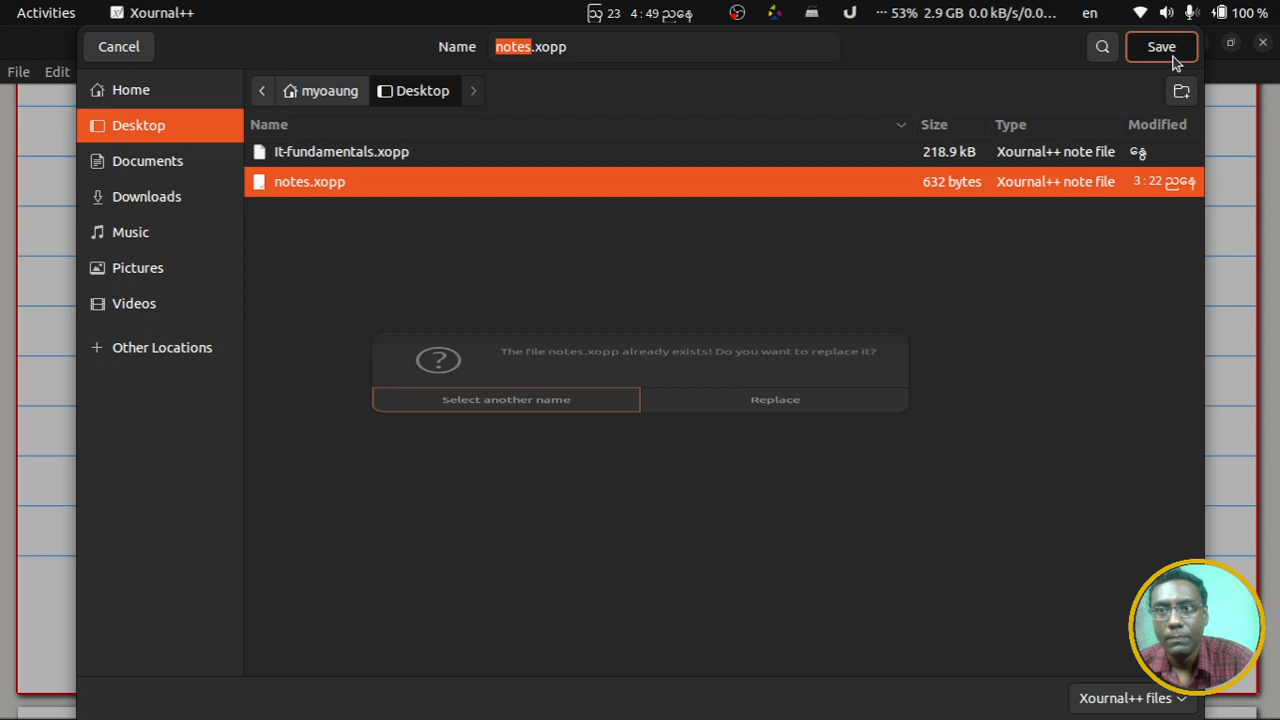 Activities Xournal++ ဩ 23 4 : 49 ညနေ 53% 2.9 GB 0.0 kB/s/0.0... en 100 %
Cancel Name notes.xopp Save
File Edit
Home myoaung Desktop
Desktop Name Size Type Modified
It-fundamentals.xopp 218.9 kB Xournal++ note file နွေ
Documents
notes.xopp 632 bytes Xournal++ note file 3 : 22 ညနေ
Downloads
Music
Pictures
Videos
Other Locations
The file notes.xopp already exists! Do you want to replace it?
Select another name Replace
Xournal++ files